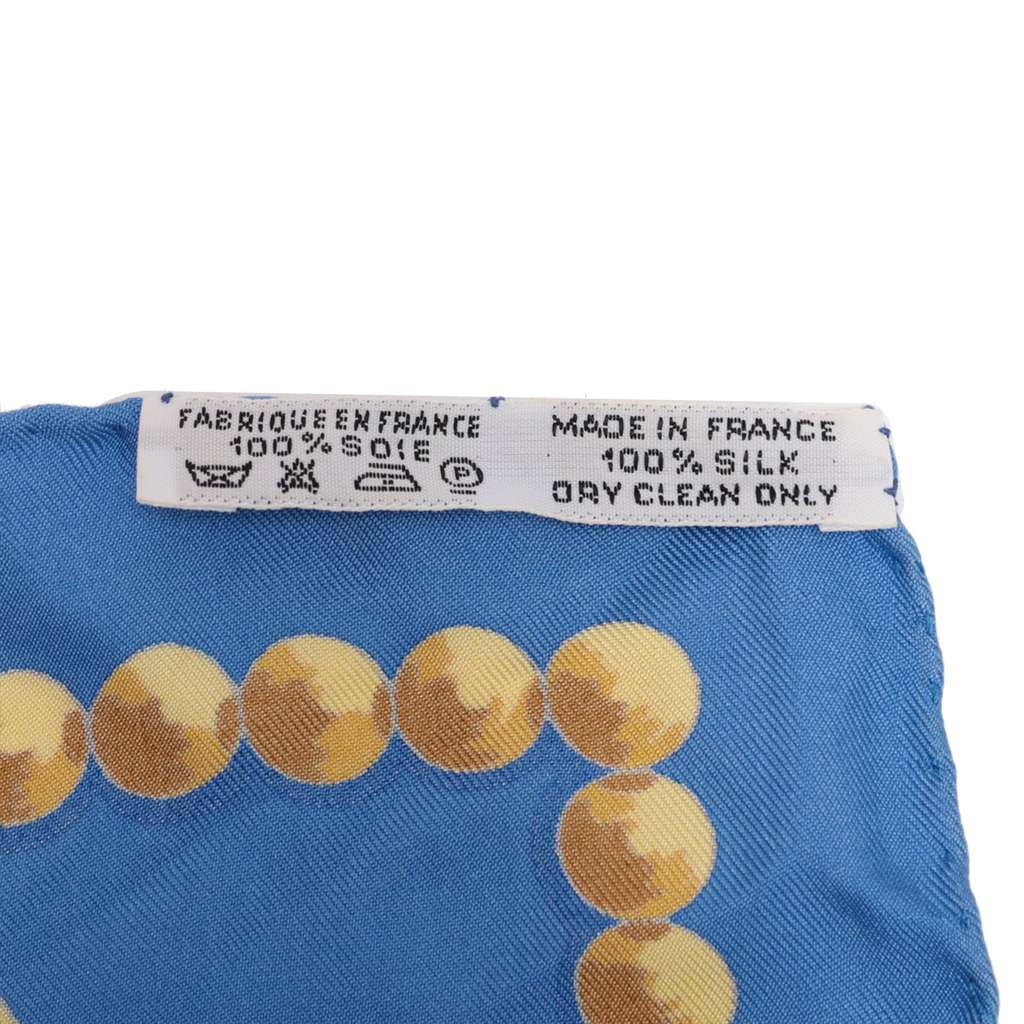 FABRIQUE EN FRANCE
100% SOIE
P
MADE IN FRANCE
100% SILK
DRY CLEAN ONLY